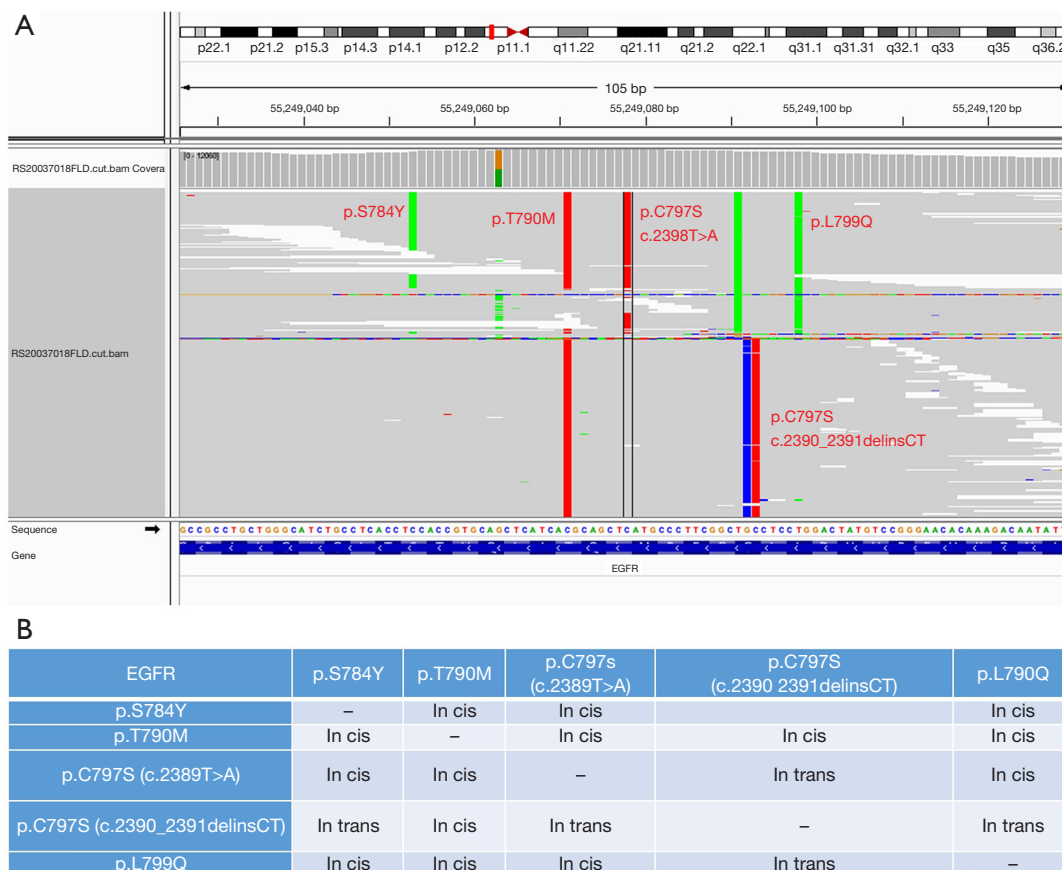 A
p22.1 p21.2 p15.3 p14.3 p14.1 p12.2 p11.1 q11.22 q21.11 q21.2 q22.1 q31.1 q31.31 q32.1 q33 q35 q36.2
105 bp
55,249,040 bp 55,249,060 bp 55,249,080 bp 55,249,100 bp 55,249,120 bp
RS20037018FLD.cut.bam Covera
[0 - 12060]
p.S784Y
p.T790M
p.C797S
c.2398T>A
p.L799Q
RS20037018FLD.cut.bam
p.C797S
c.2390_2391delinsCT
Sequence
GCCGCCTGCTGGGCATCTGCCTCACCTCCACCGTGCAGCTCATCACGCAGCTCATGCCCTTCGGCTGCCTCCTGGACTATGTCCGGGAACACAAAGACAATAT
Gene
EGFR
B
EGFR p.S784Y p.T790M p.C797s (c.2389T>A) p.C797S (c.2390 2391delinsCT) p.L790Q
p.S784Y – In cis In cis In cis
p.T790M In cis – In cis In cis In cis
p.C797S (c.2389T>A) In cis In cis – In trans In cis
p.C797S (c.2390_2391delinsCT) In trans In cis In trans – In trans
p.L799Q In cis In cis In cis In trans –